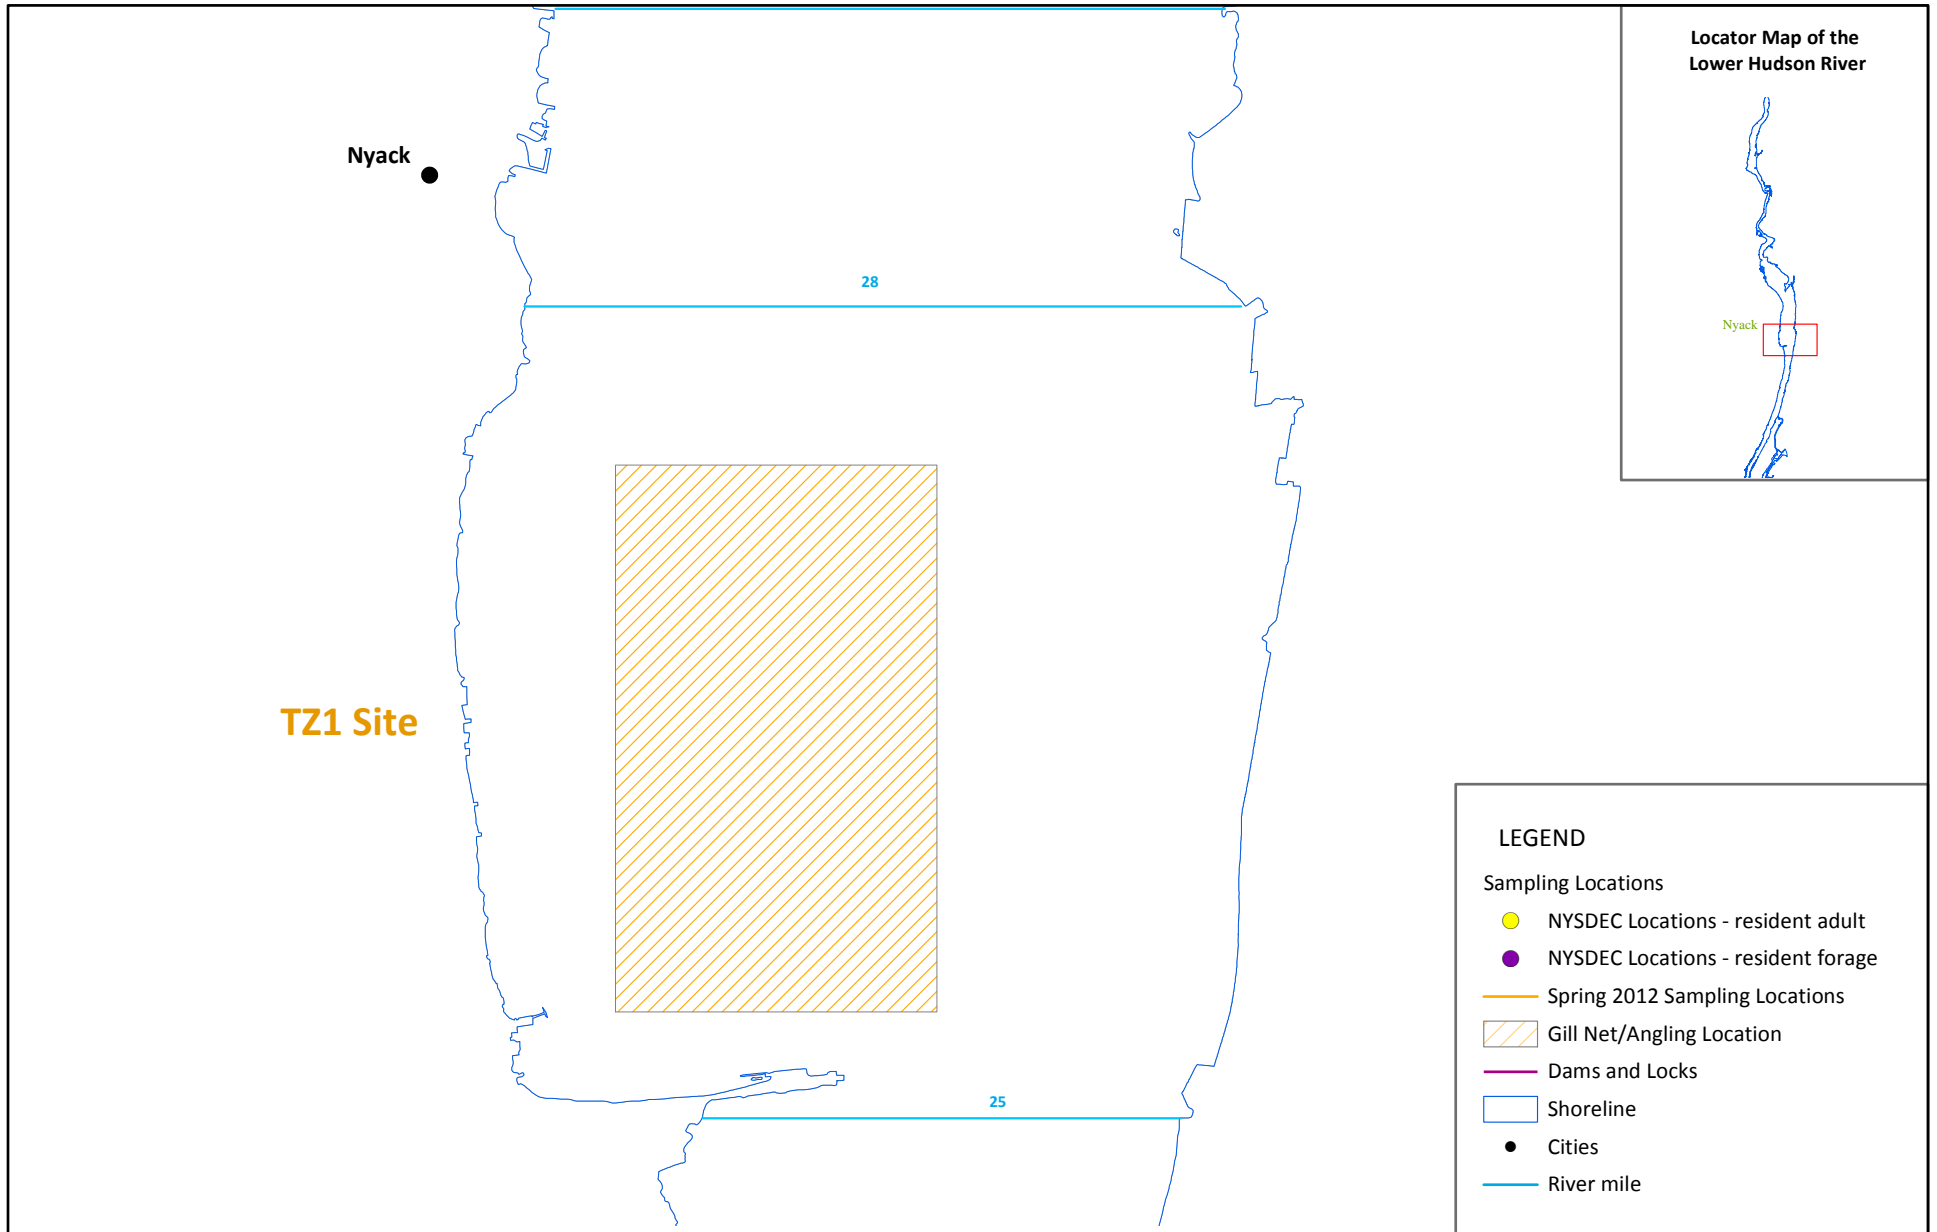 Locator Map of the
Lower Hudson River
Nyack
28
Nyack
TZ1 Site
25
LEGEND
Sampling Locations
NYSDEC Locations - resident adult
NYSDEC Locations - resident forage
Spring 2012 Sampling Locations
Gill Net/Angling Location
Dams and Locks
Shoreline
Cities
River mile